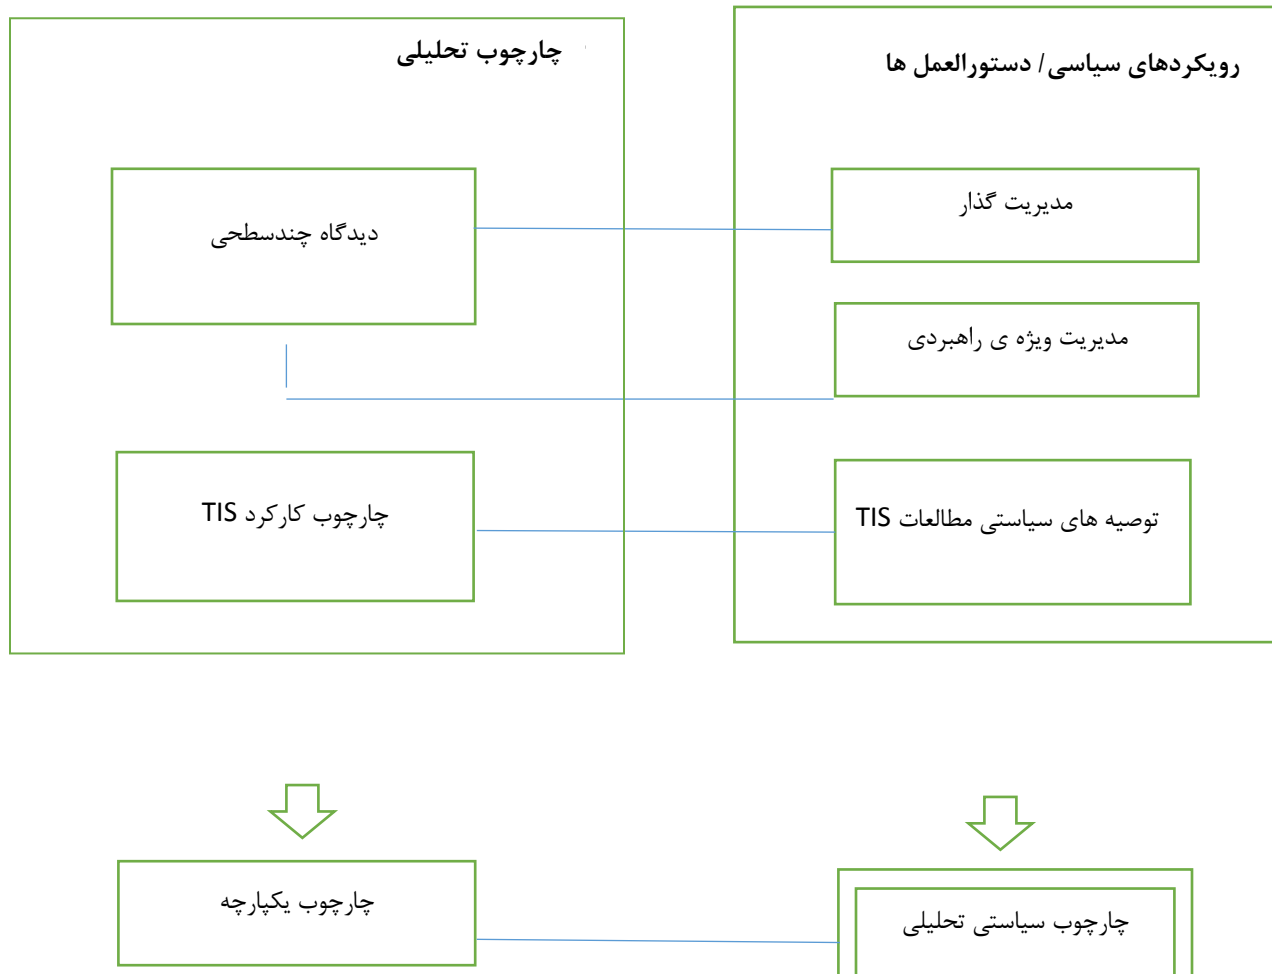 رویکردهای سیاسی/ دستورالعمل ها
مدیریت گذار
مدیریت ویژه ی راهبردی
توصیه های سیاستی مطالعات TIS
چارچوب تحلیلی
دیدگاه چندسطحی
چارچوب کارکرد TIS
چارچوب سیاستی تحلیلی
چارچوب یکپارچه